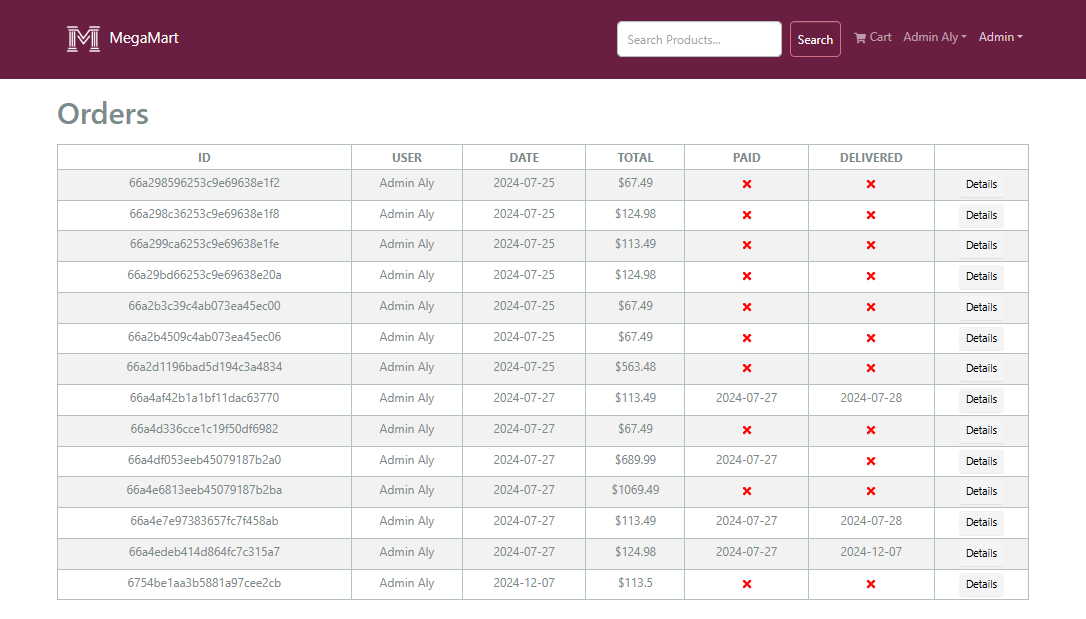 MegaMart Search Products... Search Cart Admin Aly Admin
Orders
ID USER DATE TOTAL PAID DELIVERED
66a298596253c9e69638e1f2 Admin Aly 2024-07-25 $67.49 Details
66a298c36253c9e69638e1f8 Admin Aly 2024-07-25 $124.98 Details
66a299ca6253c9e69638e1fe Admin Aly 2024-07-25 $113.49 Details
66a29bd66253c9e69638e20a Admin Aly 2024-07-25 $124.98 Details
66a2b3c39c4ab073ea45ec00 Admin Aly 2024-07-25 $67.49 Details
66a2b4509c4ab073ea45ec06 Admin Aly 2024-07-25 $67.49 Details
66a2d1196bad5d194c3a4834 Admin Aly 2024-07-25 $563.48 Details
66a4af42b1a1bf11dac63770 Admin Aly 2024-07-27 $113.49 2024-07-27 2024-07-28 Details
66a4d336cce1c19f50df6982 Admin Aly 2024-07-27 $67.49 Details
66a4df053eeb45079187b2a0 Admin Aly 2024-07-27 $689.99 2024-07-27 Details
66a4e6813eeb45079187b2ba Admin Aly 2024-07-27 $1069.49 Details
66a4e7e97383657fc7f458ab Admin Aly 2024-07-27 $113.49 2024-07-27 2024-07-28 Details
66a4edeb414d864fc7c315a7 Admin Aly 2024-07-27 $124.98 2024-07-27 2024-12-07 Details
6754be1aa3b5881a97cee2cb Admin Aly 2024-12-07 $113.5 Details